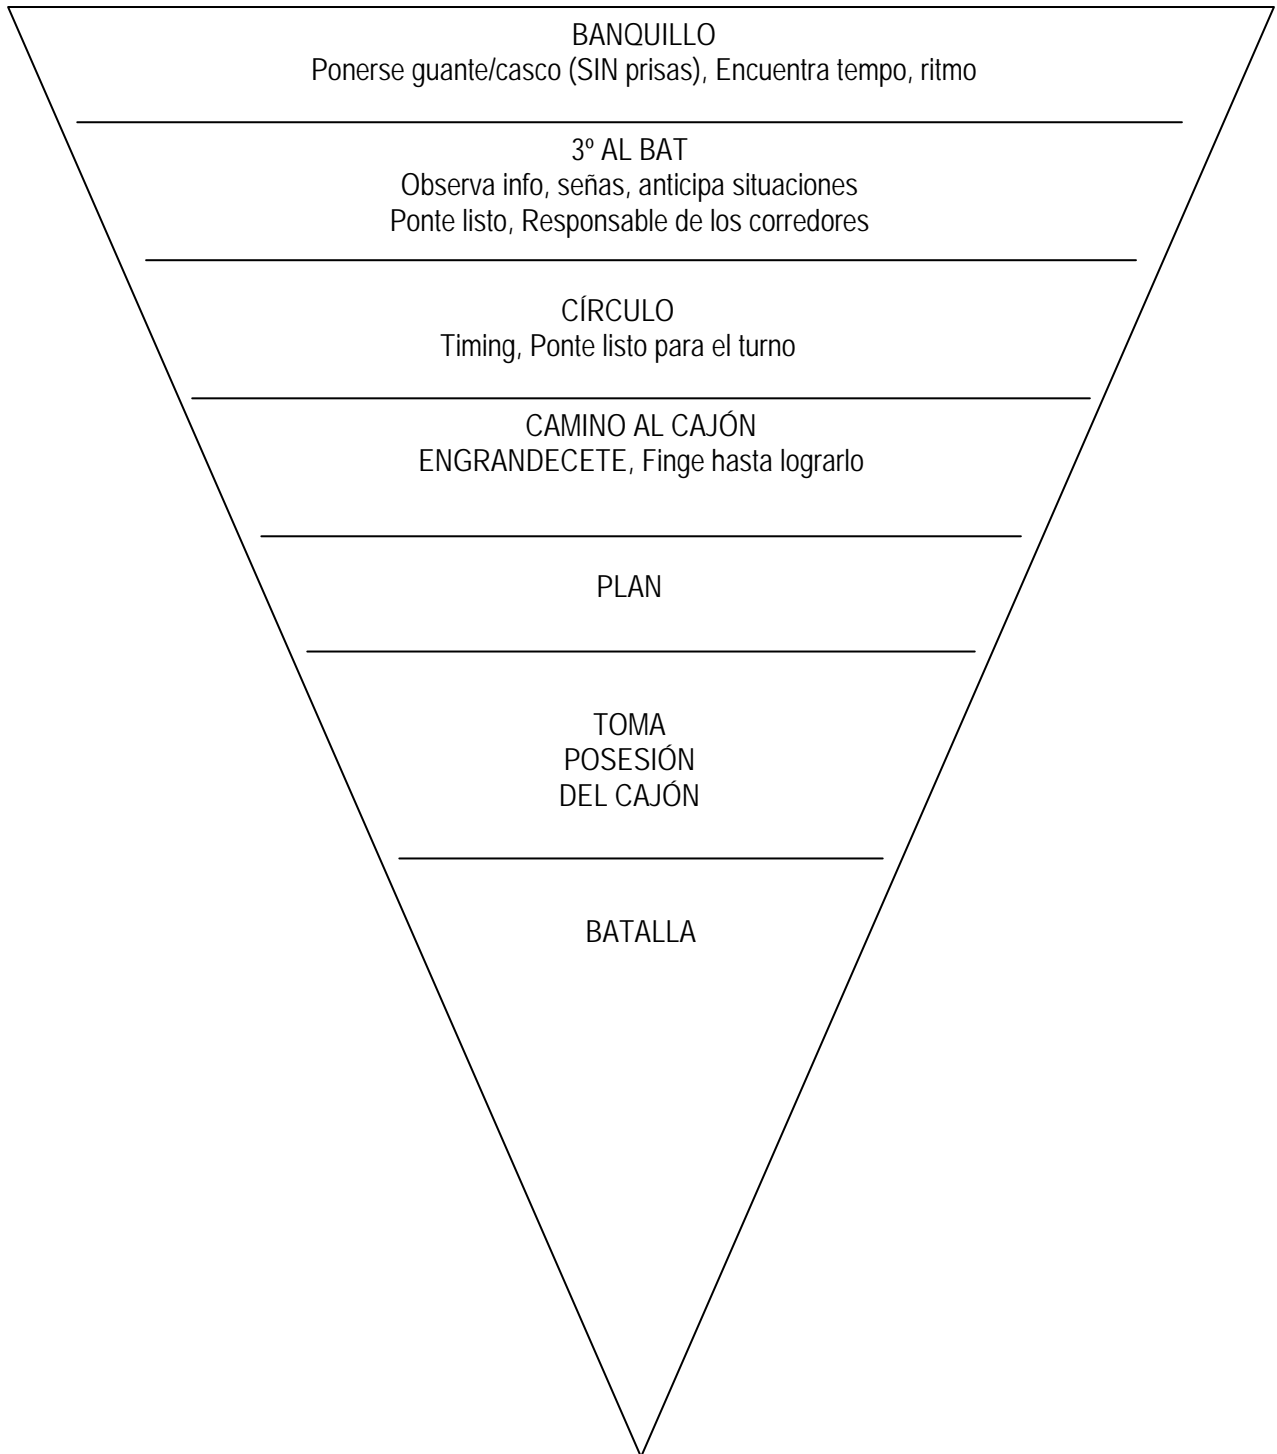 BANQUILLO
Ponerse guante/casco (SIN prisas), Encuentra tempo, ritmo
3º AL BAT
Observa info, señas, anticipa situaciones
Ponte listo, Responsable de los corredores
CÍRCULO
Timing, Ponte listo para el turno
CAMINO AL CAJÓN
ENGRANDECETE, Finge hasta lograrlo
PLAN
TOMA
POSESIÓN
DEL CAJÓN
BATALLA